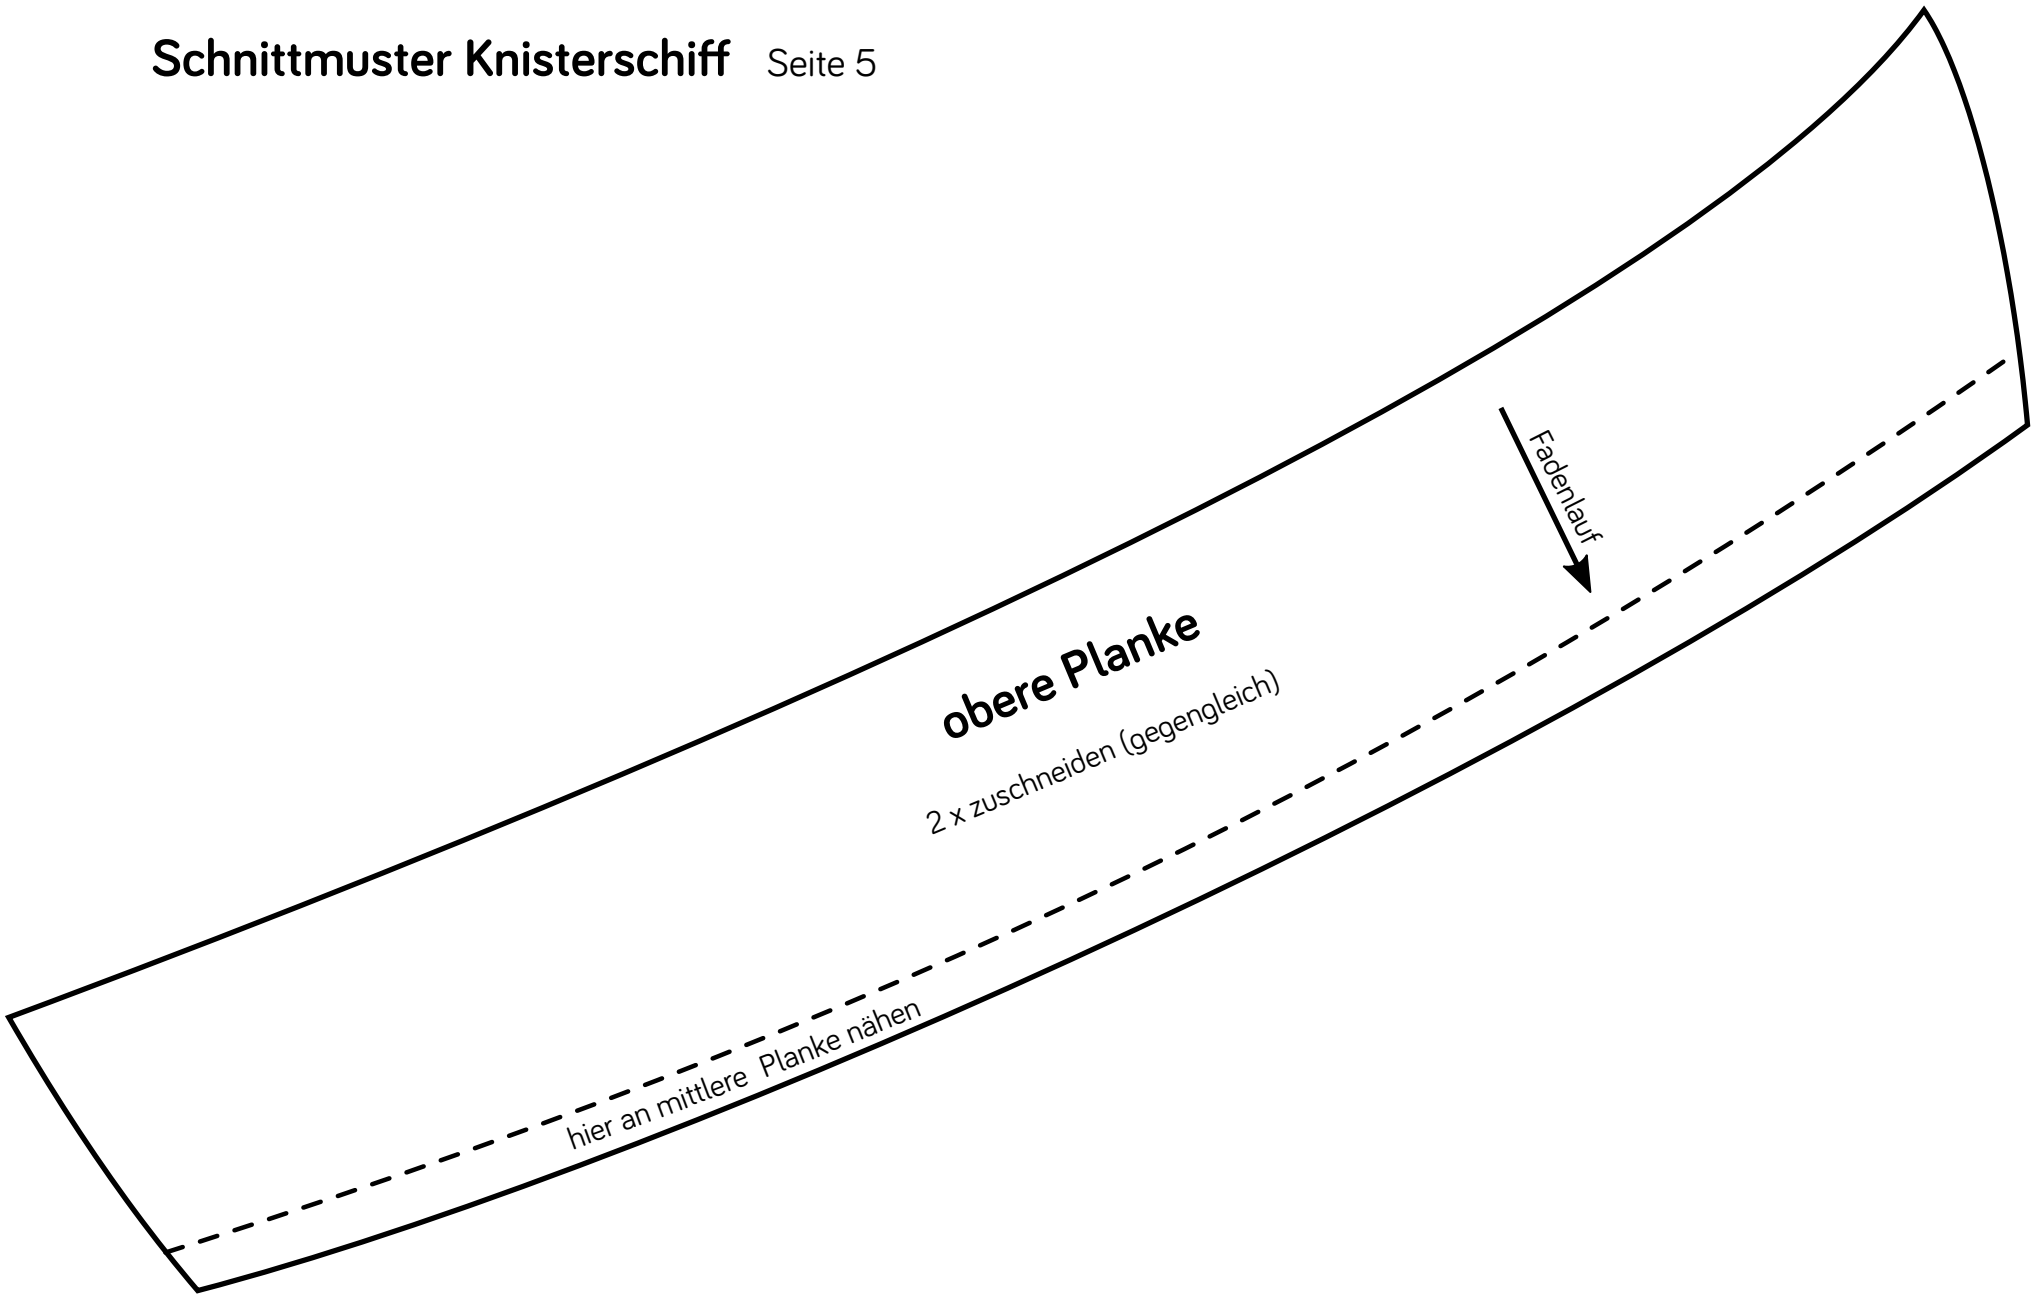 Schnittmuster Knisterschiff Seite 5
Fadenlauf
obere Planke
2 x zuschneiden (gegengleich)
hier an mittlere Planke nähen